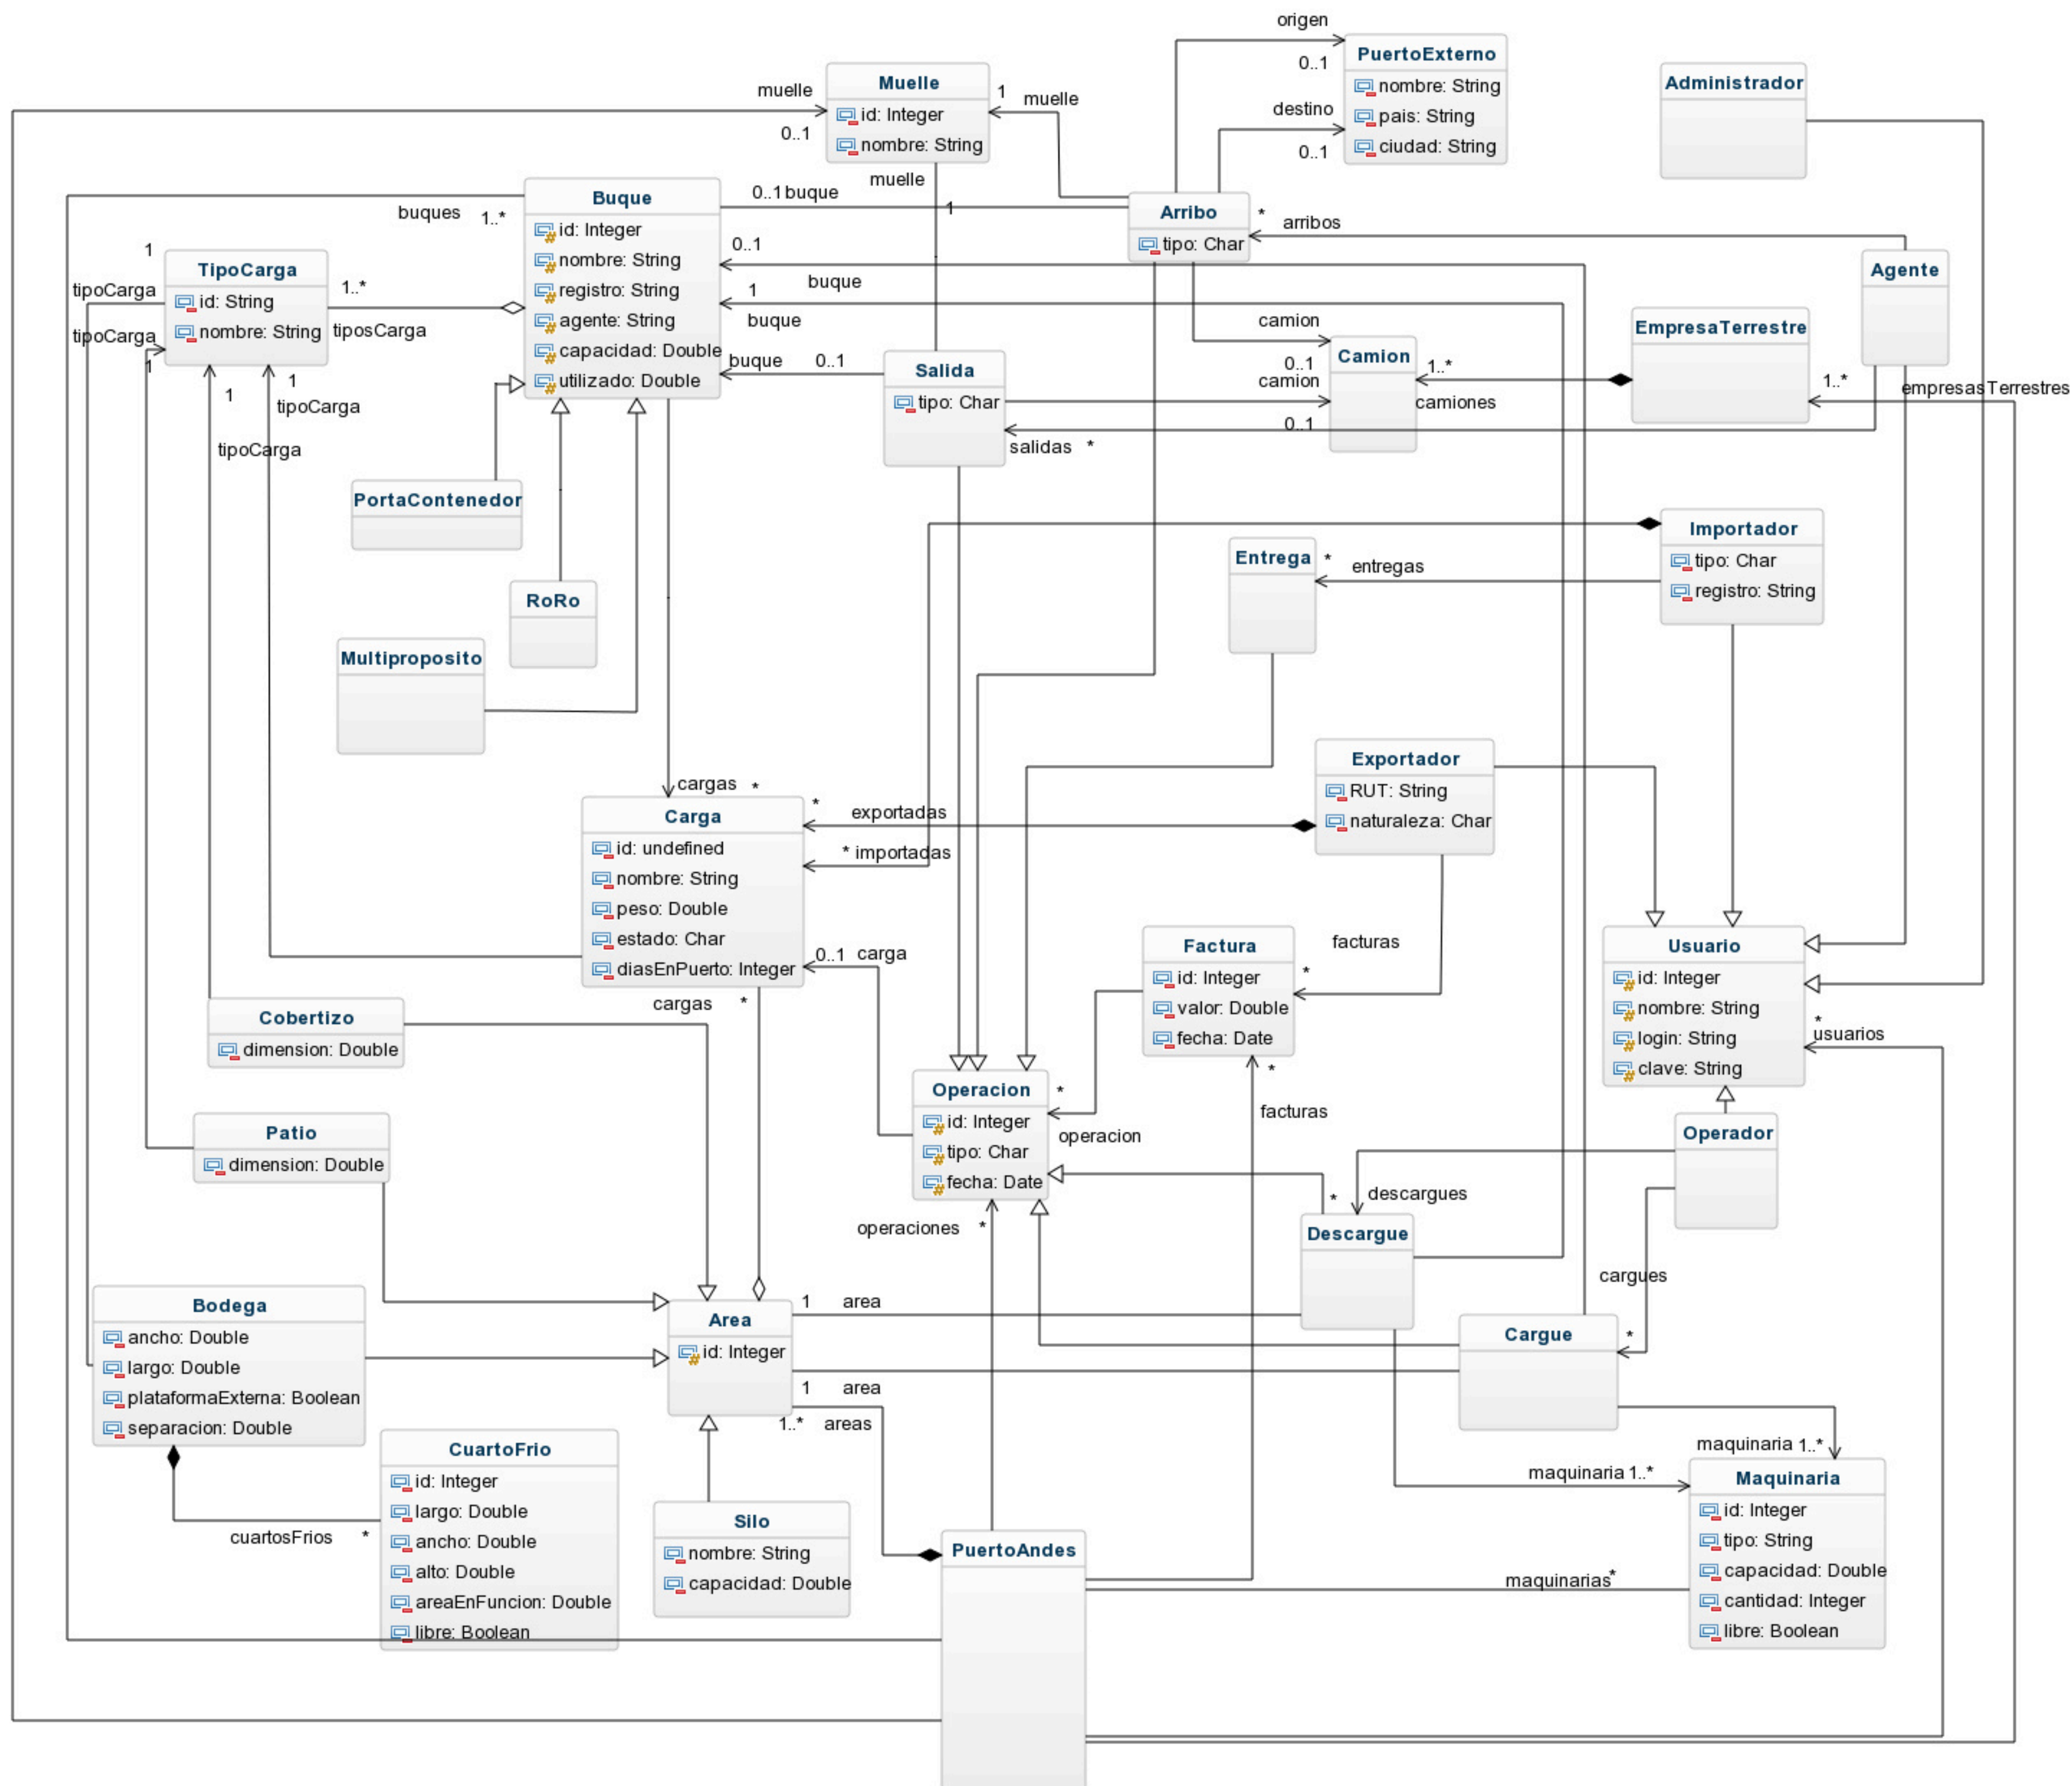 origen
PuertoExterno
0..1
nombre: String
pais: String
ciudad: String
destino
0..1
Muelle
id: Integer
nombre: String
muelle
0..1
1
muelle
muelle
1
Administrador
Buque
id: Integer
nombre: String
registro: String
agente: String
capacidad: Double
utilizado: Double
buques
1..*
0..1 buque
0..1
buque
1
buque
buque
0..1
Arribo
tipo: Char
*
arribos
Agente
TipoCarga
id: String
nombre: String
1
tipoCarga
tipoCarga
1
1..*
tiposCarga
1
tipoCarga
1
tipoCarga
EmpresaTerrestre
1..*
empresasTerrestres
camion
0..1
Camion
1..*
camiones
camion
0..1
Salida
tipo: Char
salidas
*
PortaContenedor
RoRo
Multiproposito
Entrega
*
entregas
Importador
tipo: Char
registro: String
cargas
*
Carga
id: undefined
nombre: String
peso: Double
estado: Char
diasEnPuerto: Integer
*
exportadas
* importadas
0..1
carga
cargas
*
Exportador
RUT: String
naturaleza: Char
facturas
*
Factura
id: Integer
valor: Double
fecha: Date
*
facturas
Usuario
id: Integer
nombre: String
login: String
clave: String
*
usuarios
Cobertizo
dimension: Double
Patio
dimension: Double
Operacion
id: Integer
tipo: Char
fecha: Date
*
operacion
operaciones
*
Operador
descargues
*
Descargue
cargues
*
Cargue
Bodega
ancho: Double
largo: Double
plataformaExterna: Boolean
separacion: Double
Area
id: Integer
1
area
1
area
1..*
areas
maquinaria 1..*
maquinaria 1..*
Maquinaria
id: Integer
tipo: String
capacidad: Double
cantidad: Integer
libre: Boolean
CuartoFrio
id: Integer
largo: Double
ancho: Double
alto: Double
areaEnFuncion: Double
libre: Boolean
cuartosFrios
*
Silo
nombre: String
capacidad: Double
PuertoAndes
maquinarias
*